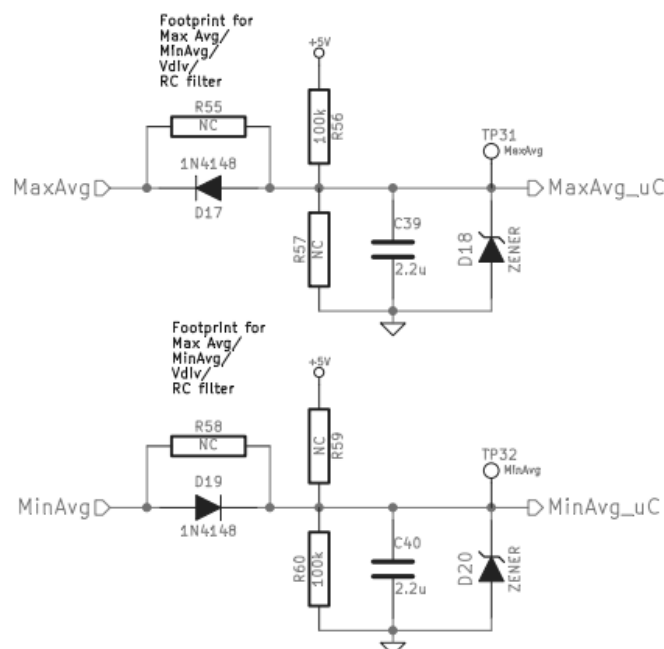 Footprint for
Max Avg/
MinAvg/
Vdiv/
RC filter
+5V
R55
NC
100k
R56
TP31
MaxAvg
1N4148
MaxAvg
MaxAvg_uC
D17
R57
NC
C39
2.2u
D18
ZENER
Footprint for
Max Avg/
MinAvg/
Vdiv/
RC filter
+5V
R58
NC
NC
R59
TP32
MinAvg
D19
MinAvg
MinAvg_uC
1N4148
R60
100k
C40
2.2u
D20
ZENER